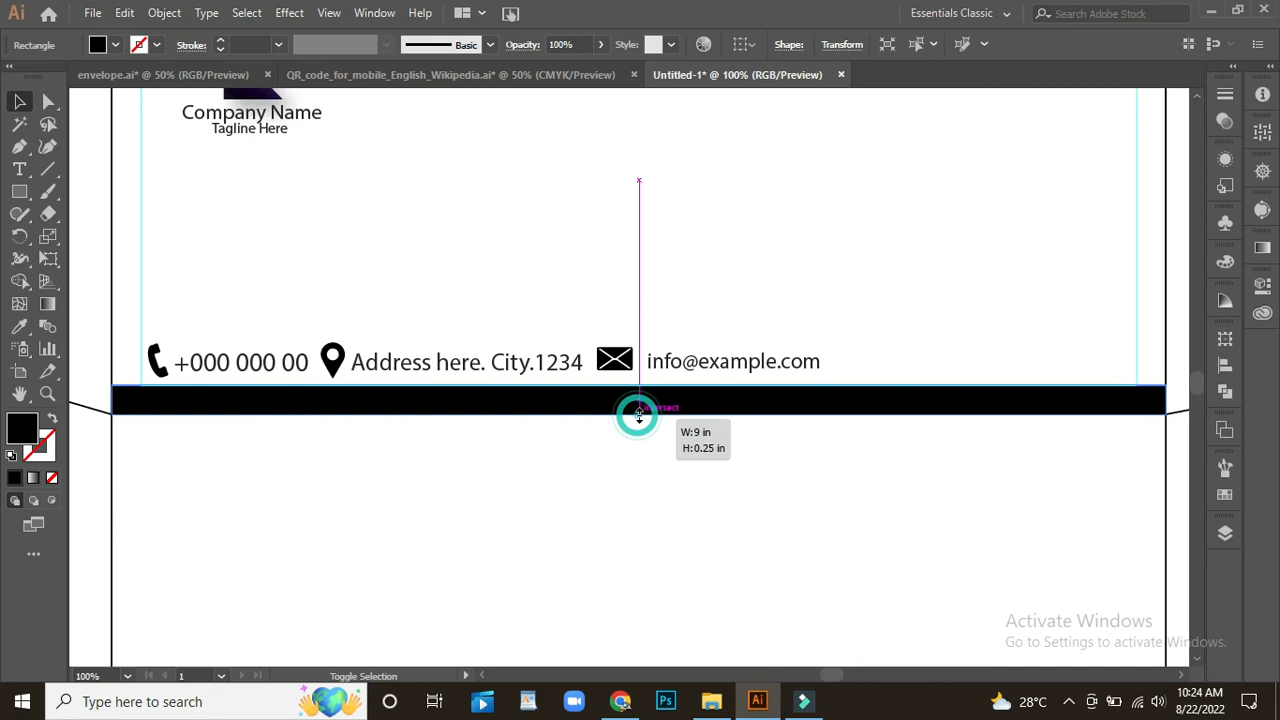 Ai File Edit Object Type Select Effect View Window Help Essentials Classic Search Adobe Stock
Rectangle Stroke: Basic Opacity: 100% Style: Shape: Transform
envelope.ai* @ 50% (RGB/Preview) × QR_code_for_mobile_English_Wikipedia.ai* @ 50% (CMYK/Preview) × Untitled-1* @ 100% (RGB/Preview) ×
Company Name
Tagline Here
+000 000 00 Address here. City.1234 info@example.com
intersect
W:9 in
H:0.25 in
Activate Windows
Go to Settings to activate Windows.
100% 1 Toggle Selection
Type here to search Ps Ai 28°C 10:24 AM
8/22/2022